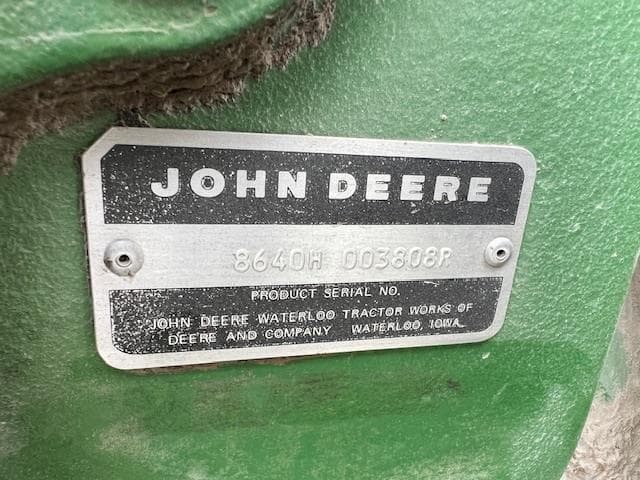 JOHN DEERE
8640H 003808R
PRODUCT SERIAL NO.
JOHN DEERE WATERLOO TRACTOR WORKS OF
DEERE AND COMPANY WATERLOO, IOWA